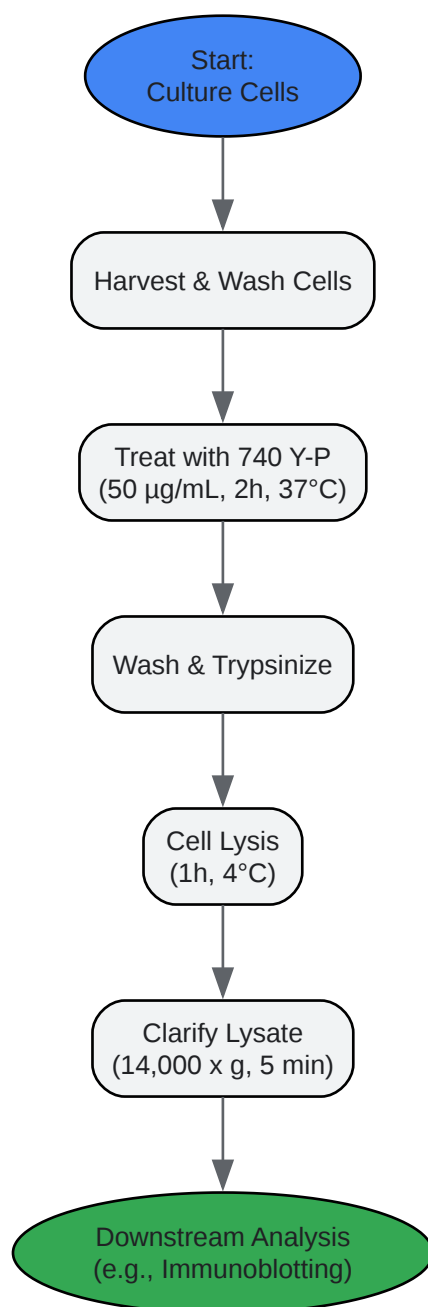 Start:
Culture Cells
Harvest & Wash Cells
Treat with 740 Y-P
(50 µg/mL, 2h, 37°C)
Wash & Trypsinize
Cell Lysis
(1h, 4°C)
Clarify Lysate
(14,000 x g, 5 min)
Downstream Analysis
(e.g., Immunoblotting)